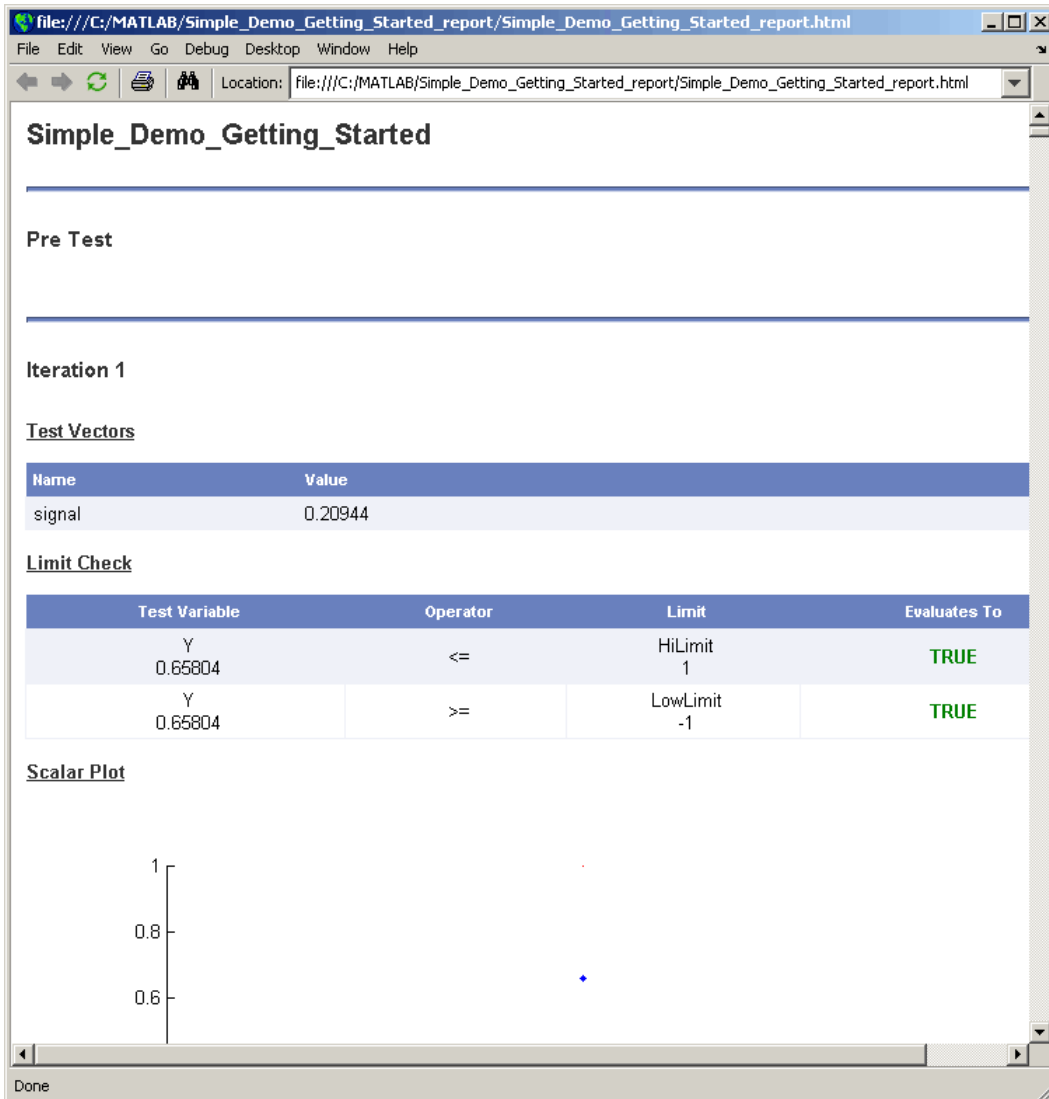 file:///C:/MATLAB/Simple_Demo_Getting_Started_report/Simple_Demo_Getting_Started_report.html
File Edit View Go Debug Desktop Window Help
Location: file:///C:/MATLAB/Simple_Demo_Getting_Started_report/Simple_Demo_Getting_Started_report.html
Simple_Demo_Getting_Started
Pre Test
Iteration 1
Test Vectors
Name Value
signal 0.20944
Limit Check
Test Variable Operator Limit Evaluates To
Y HiLimit
0.65804 <= 1 TRUE
Y LowLimit
0.65804 >= -1 TRUE
Scalar Plot
1
0.8
0.6
Done